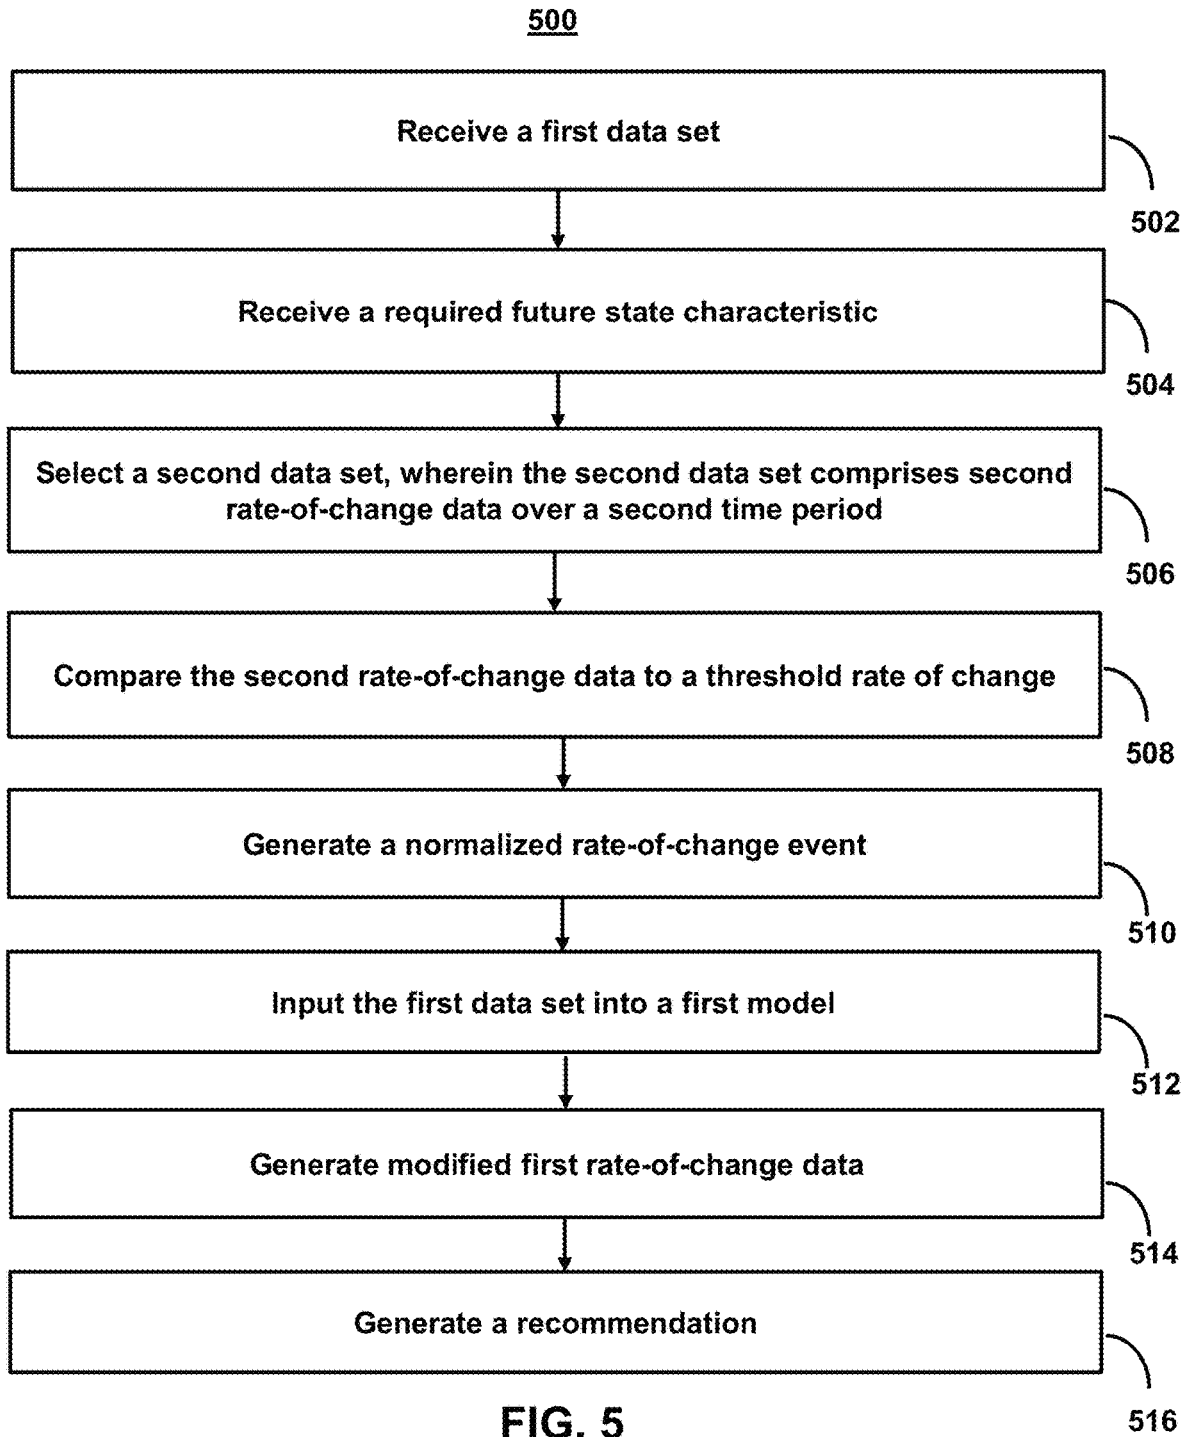 500
Receive a first data set
502
Receive a required future state characteristic
504
Select a second data set, wherein the second data set comprises second
rate-of-change data over a second time period
506
Compare the second rate-of-change data to a threshold rate of change
508
Generate a normalized rate-of-change event
510
Input the first data set into a first model
512
Generate modified first rate-of-change data
514
Generate a recommendation
516
FIG. 5